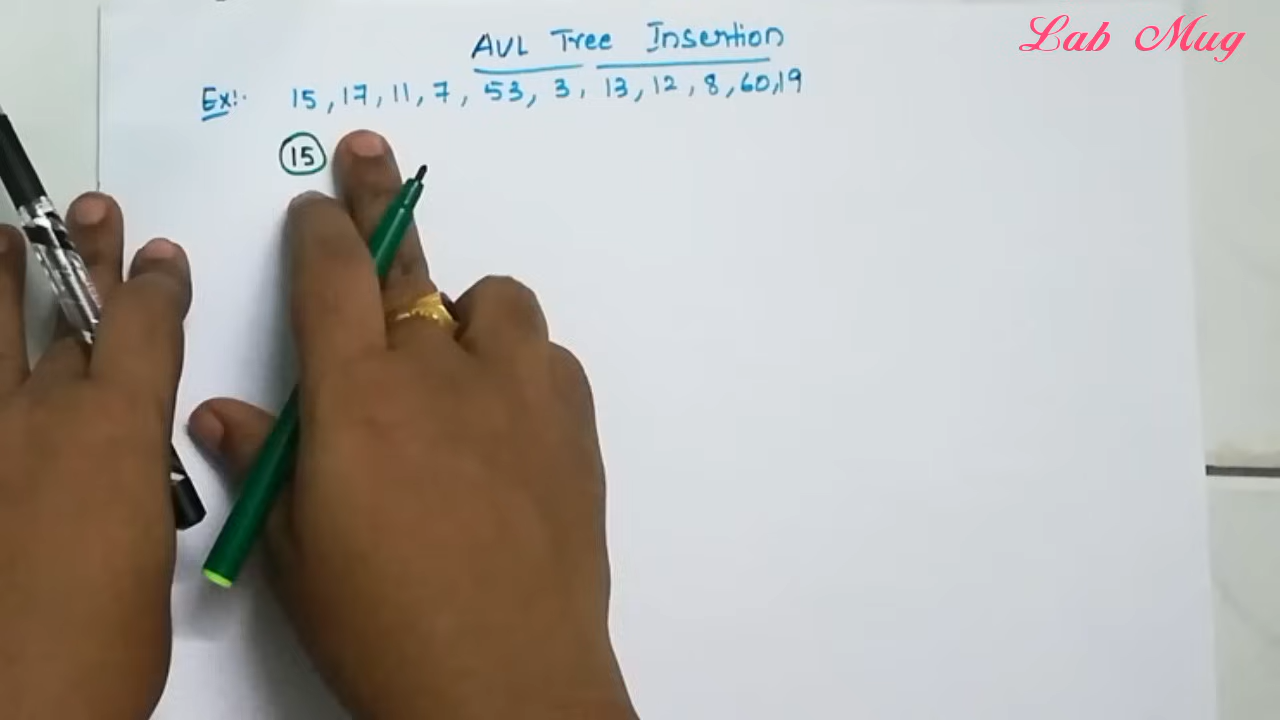 Lab Mug
AVL Tree Insertion
Ex:- 15, 17, 11, 7, 53, 3, 13, 12, 8, 60, 19
15